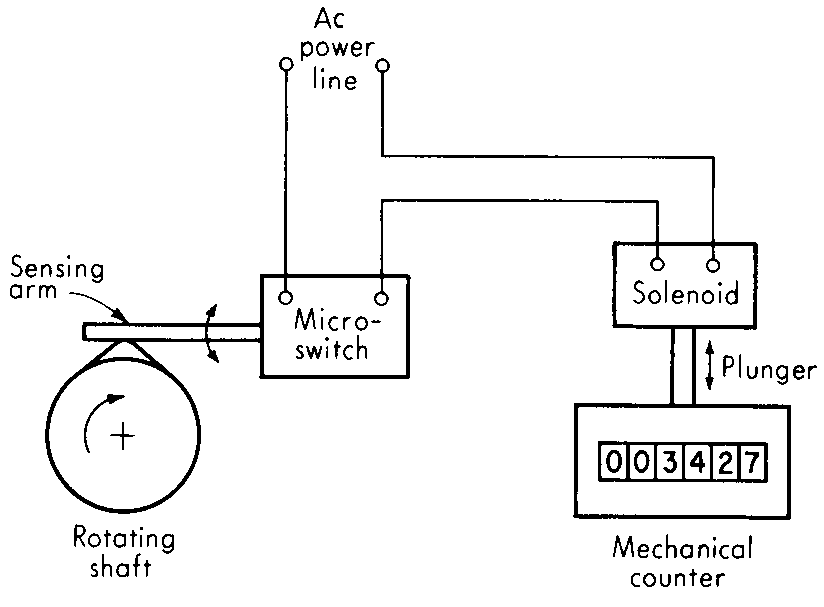 Ac
power
line
Sensing
arm
Micro-
switch
Solenoid
Plunger
003427
Rotating
shaft
Mechanical
counter